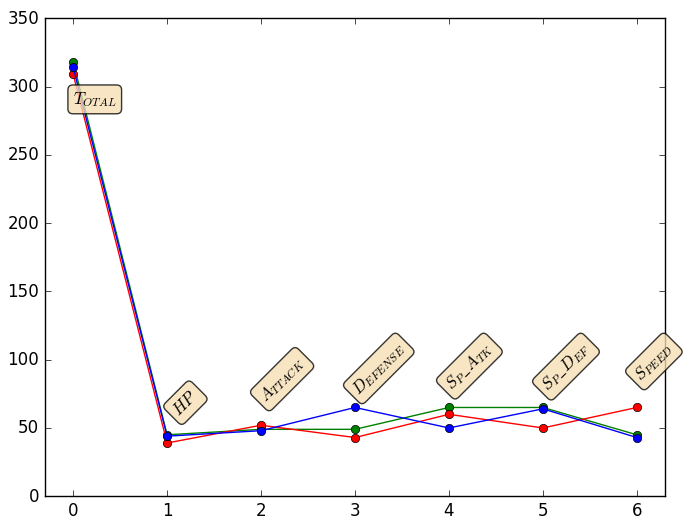 350
300
250
200
150
100
50
0
Total
HP
Attack
Defense
Sp_Atk
Sp_Def
Speed
0 1 2 3 4 5 6